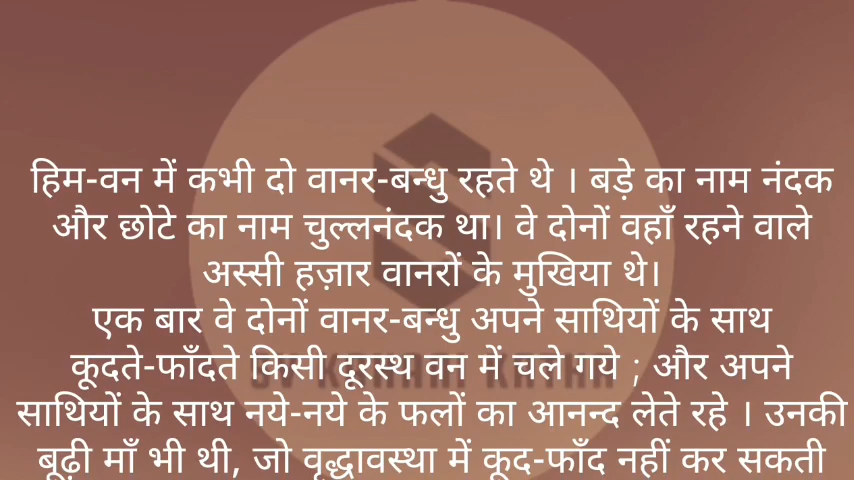 हिम-वन में कभी दो वानर-बन्धु रहते थे । बड़े का नाम नंदक
और छोटे का नाम चुल्लनंदक था। वे दोनों वहाँ रहने वाले
अस्सी हज़ार वानरों के मुखिया थे।
एक बार वे दोनों वानर-बन्धु अपने साथियों के साथ
कूदते-फाँदते किसी दूरस्थ वन में चले गये ; और अपने
साथियों के साथ नये-नये के फलों का आनन्द लेते रहे । उनकी
बूढ़ी माँ भी थी, जो वृद्धावस्था में कूद-फाँद नहीं कर सकती